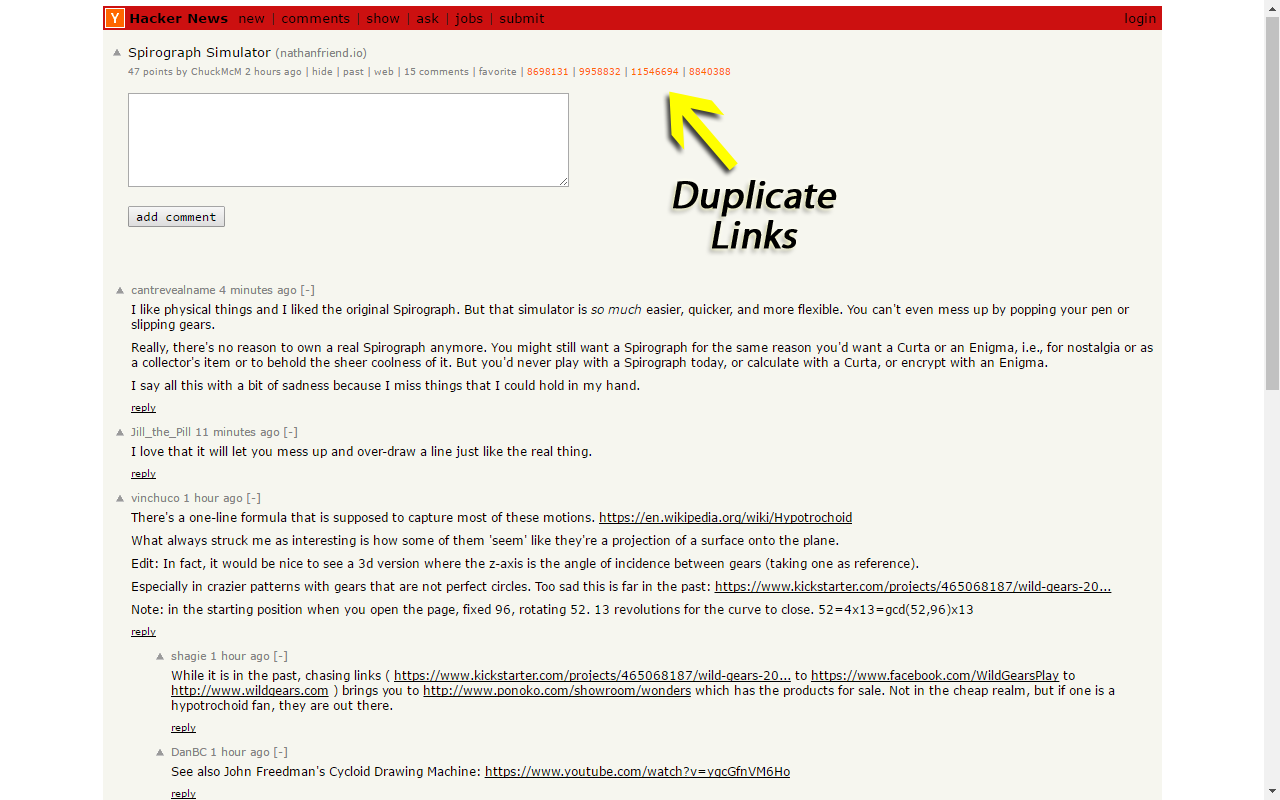 Y Hacker News new | comments | show | ask | jobs | submit login
Spirograph Simulator (nathanfriend.io)
47 points by ChuckMcM 2 hours ago | hide | past | web | 15 comments | favorite | 8698131 | 9958832 | 11546694 | 8840388
Duplicate
Links
add comment
cantrevealname 4 minutes ago [-]
I like physical things and I liked the original Spirograph. But that simulator is so much easier, quicker, and more flexible. You can't even mess up by popping your pen or
slipping gears.
Really, there's no reason to own a real Spirograph anymore. You might still want a Spirograph for the same reason you'd want a Curta or an Enigma, i.e., for nostalgia or as
a collector's item or to behold the sheer coolness of it. But you'd never play with a Spirograph today, or calculate with a Curta, or encrypt with an Enigma.
I say all this with a bit of sadness because I miss things that I could hold in my hand.
reply
Jill_the_Pill 11 minutes ago [-]
I love that it will let you mess up and over-draw a line just like the real thing.
reply
vinchuco 1 hour ago [-]
There's a one-line formula that is supposed to capture most of these motions. https://en.wikipedia.org/wiki/Hypotrochoid
What always struck me as interesting is how some of them 'seem' like they're a projection of a surface onto the plane.
Edit: In fact, it would be nice to see a 3d version where the z-axis is the angle of incidence between gears (taking one as reference).
Especially in crazier patterns with gears that are not perfect circles. Too sad this is far in the past: https://www.kickstarter.com/projects/465068187/wild-gears-20...
Note: in the starting position when you open the page, fixed 96, rotating 52. 13 revolutions for the curve to close. 52=4x13=gcd(52,96)x13
reply
shagie 1 hour ago [-]
While it is in the past, chasing links ( https://www.kickstarter.com/projects/465068187/wild-gears-20... to https://www.facebook.com/WildGearsPlay to
http://www.wildgears.com ) brings you to http://www.ponoko.com/showroom/wonders which has the products for sale. Not in the cheap realm, but if one is a
hypotrochoid fan, they are out there.
reply
DanBC 1 hour ago [-]
See also John Freedman's Cycloid Drawing Machine: https://www.youtube.com/watch?v=yqcGfnVM6Ho
reply